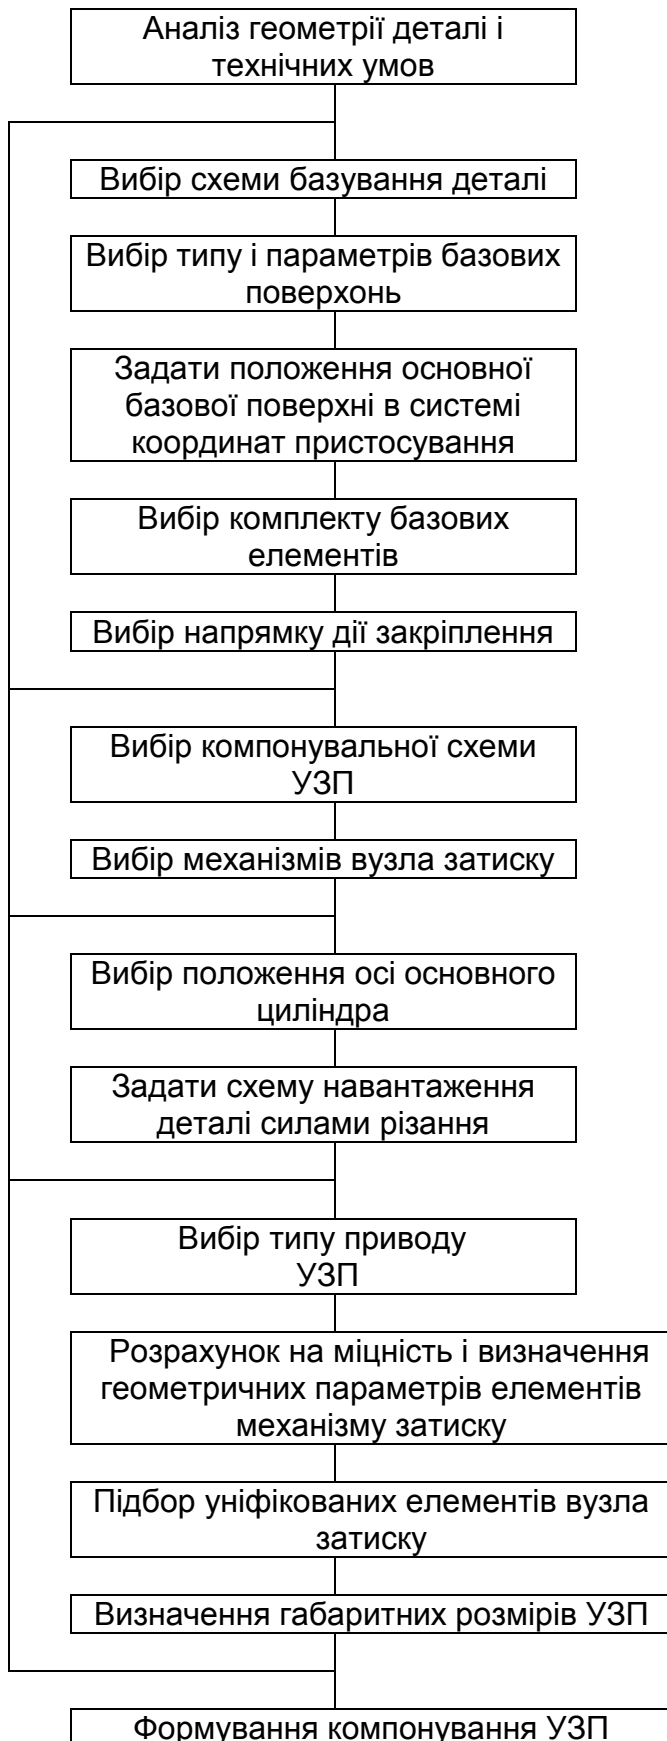 Аналіз геометрії деталі і
технічних умов
Вибір схеми базування деталі
Вибір типу і параметрів базових
поверхонь
Задати положення основної
базової поверхні в системі
координат пристосування
Вибір комплекту базових
елементів
Вибір напрямку дії закріплення
Вибір компонувальної схеми
УЗП
Вибір механізмів вузла затиску
Вибір положення осі основного
циліндра
Задати схему навантаження
деталі силами різання
Вибір типу приводу
УЗП
Розрахунок на міцність і визначення
геометричних параметрів елементів
механізму затиску
Підбор уніфікованих елементів вузла
затиску
Визначення габаритних розмірів УЗП
Формування компонування УЗП